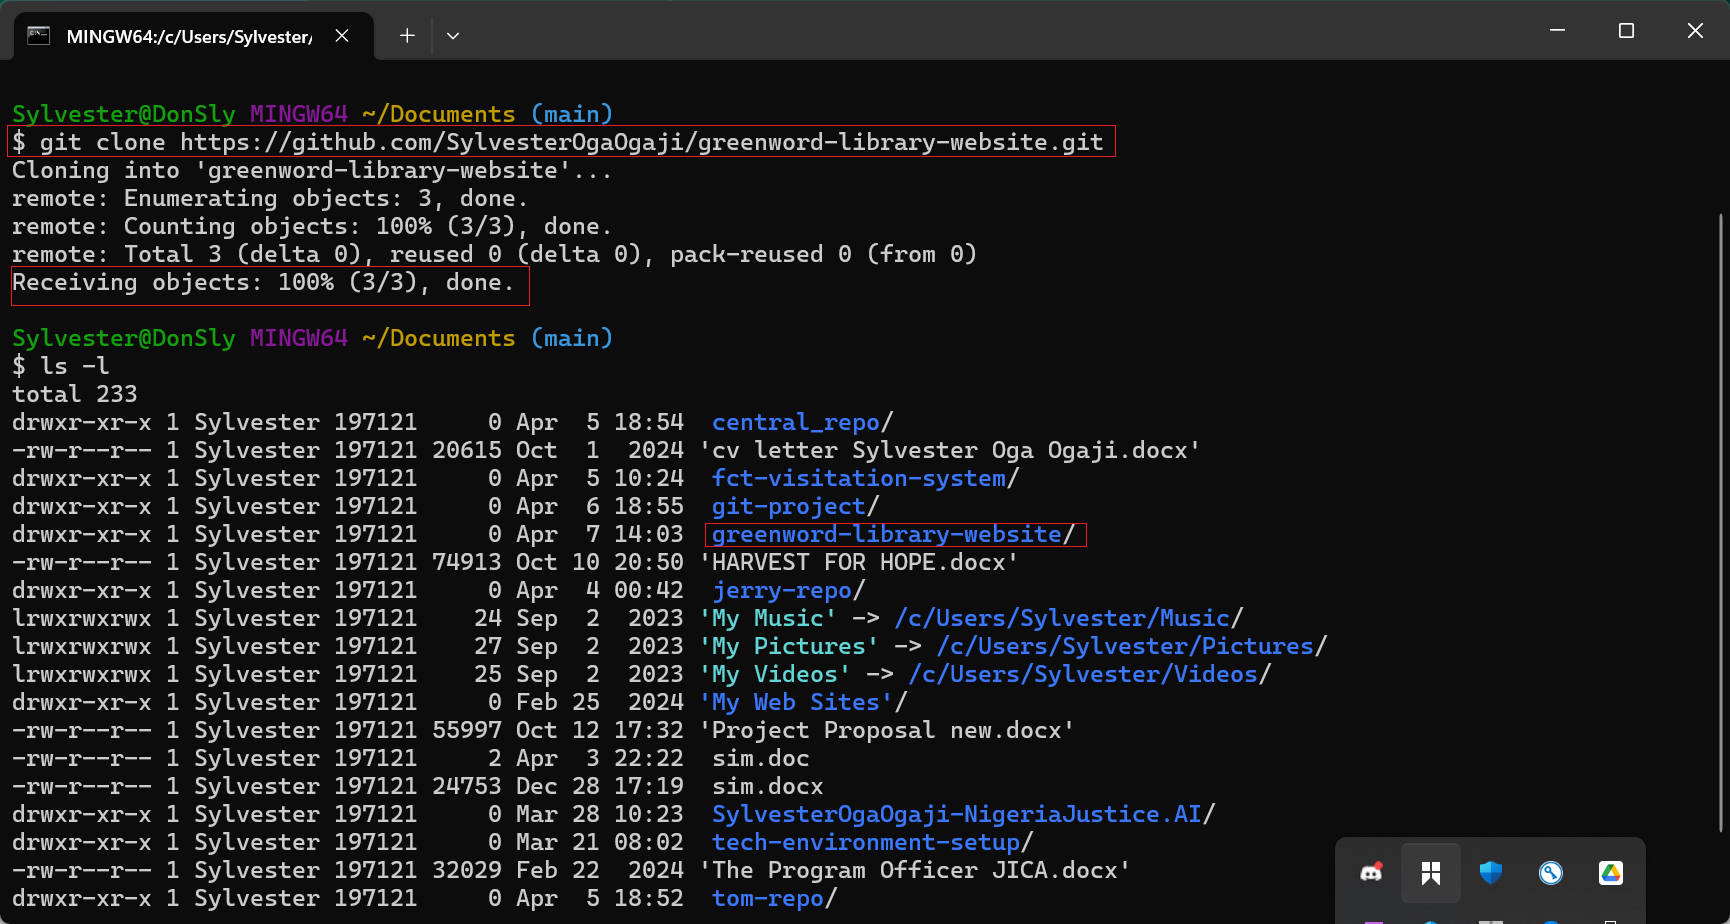 MINGW64:/c/Users/Sylvester/
Sylvester@DonSly MINGW64 ~/Documents (main)
$ git clone https://github.com/SylvesterOgaOgaji/greenword-library-website.git
Cloning into 'greenword-library-website'...
remote: Enumerating objects: 3, done.
remote: Counting objects: 100% (3/3), done.
remote: Total 3 (delta 0), reused 0 (delta 0), pack-reused 0 (from 0)
Receiving objects: 100% (3/3), done.
Sylvester@DonSly MINGW64 ~/Documents (main)
$ ls -l
total 233
drwxr-xr-x 1 Sylvester 197121     0 Apr  5 18:54  central_repo/
-rw-r--r-- 1 Sylvester 197121 20615 Oct  1  2024 'cv letter Sylvester Oga Ogaji.docx'
drwxr-xr-x 1 Sylvester 197121     0 Apr  5 10:24  fct-visitation-system/
drwxr-xr-x 1 Sylvester 197121     0 Apr  6 18:55  git-project/
drwxr-xr-x 1 Sylvester 197121     0 Apr  7 14:03  greenword-library-website/
-rw-r--r-- 1 Sylvester 197121 74913 Oct 10 20:50 'HARVEST FOR HOPE.docx'
drwxr-xr-x 1 Sylvester 197121     0 Apr  4 00:42  jerry-repo/
lrwxrwxrwx 1 Sylvester 197121    24 Sep  2  2023 'My Music' -> /c/Users/Sylvester/Music/
lrwxrwxrwx 1 Sylvester 197121    27 Sep  2  2023 'My Pictures' -> /c/Users/Sylvester/Pictures/
lrwxrwxrwx 1 Sylvester 197121    25 Sep  2  2023 'My Videos' -> /c/Users/Sylvester/Videos/
drwxr-xr-x 1 Sylvester 197121     0 Feb 25  2024 'My Web Sites'/
-rw-r--r-- 1 Sylvester 197121 55997 Oct 12 17:32 'Project Proposal new.docx'
-rw-r--r-- 1 Sylvester 197121     2 Apr  3 22:22  sim.doc
-rw-r--r-- 1 Sylvester 197121 24753 Dec 28 17:19  sim.docx
drwxr-xr-x 1 Sylvester 197121     0 Mar 28 10:23  SylvesterOgaOgaji-NigeriaJustice.AI/
drwxr-xr-x 1 Sylvester 197121     0 Mar 21 08:02  tech-environment-setup/
-rw-r--r-- 1 Sylvester 197121 32029 Feb 22  2024 'The Program Officer JICA.docx'
drwxr-xr-x 1 Sylvester 197121     0 Apr  5 18:52  tom-repo/